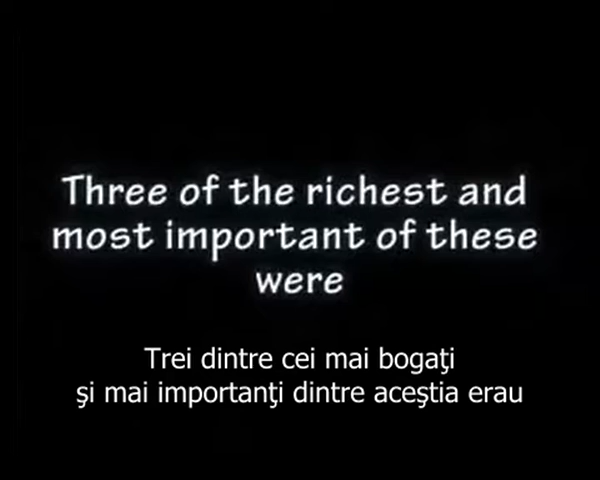 Three of the richest and
most important of these
were
Trei dintre cei mai bogaţi
şi mai importanţi dintre aceştia erau